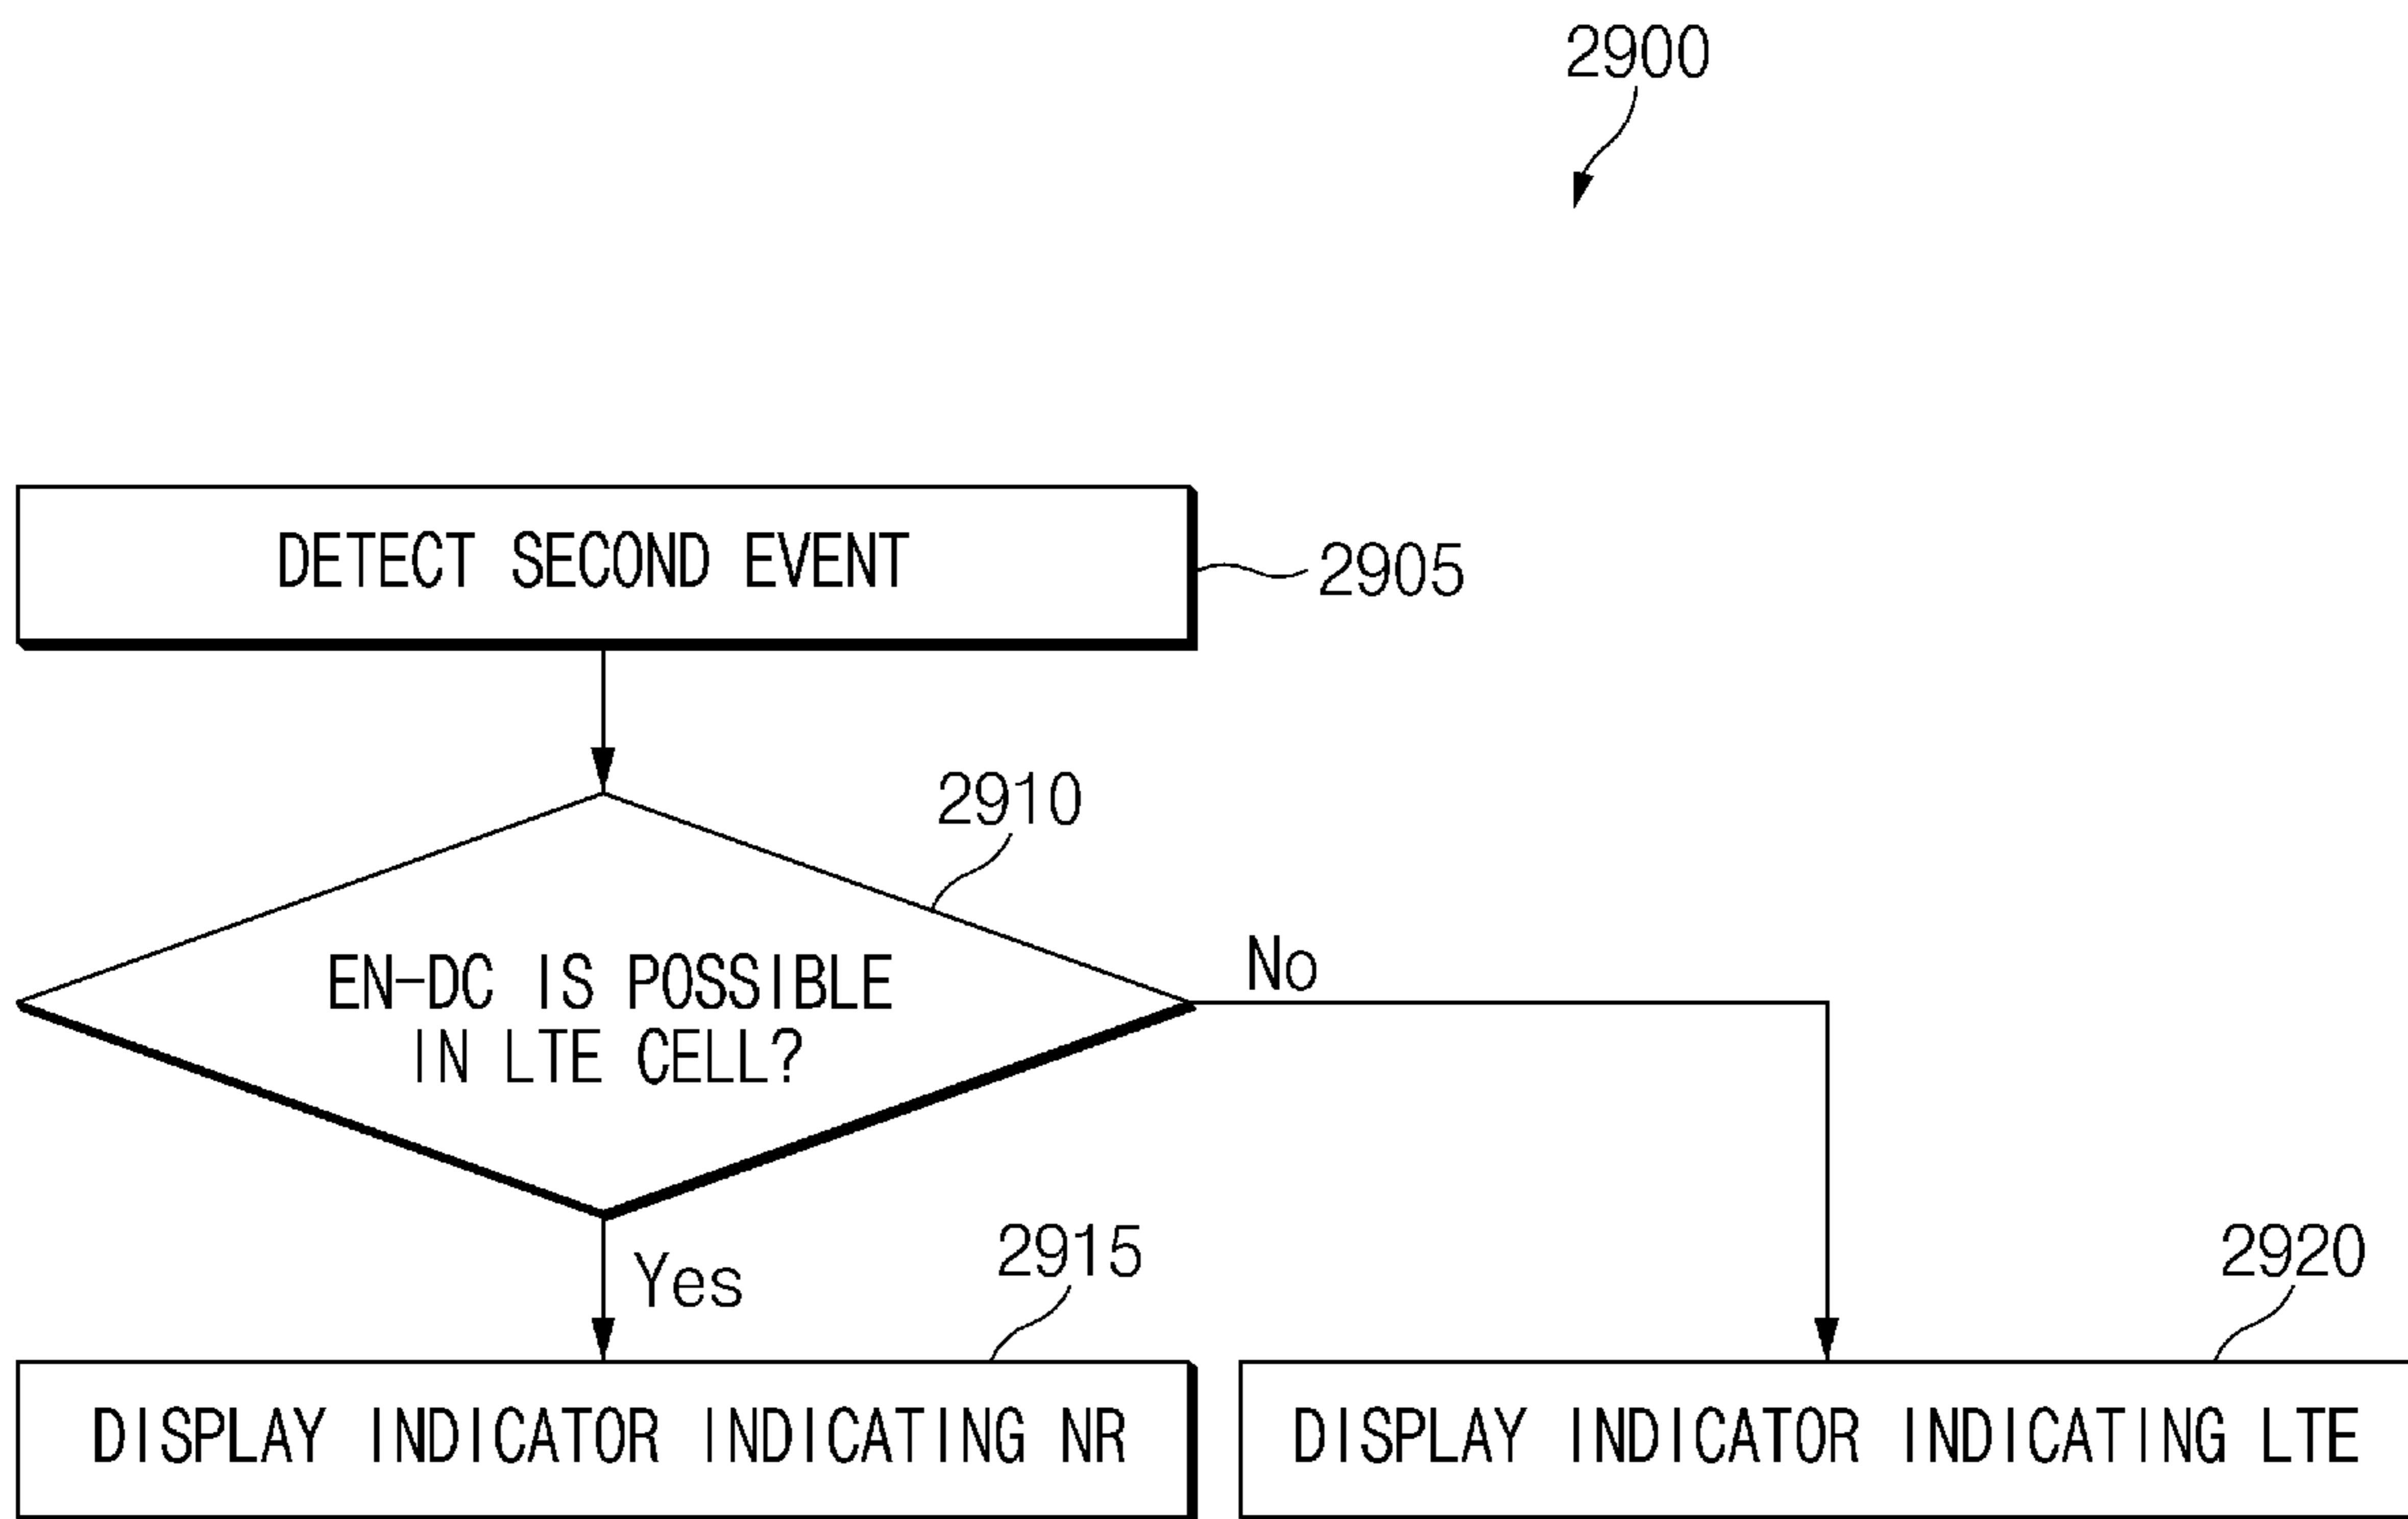 2900
DETECT SECOND EVENT
2905
2910
EN-DC IS POSSIBLE
IN LTE CELL?
No
Yes
2915
2920
DISPLAY INDICATOR INDICATING NR
DISPLAY INDICATOR INDICATING LTE